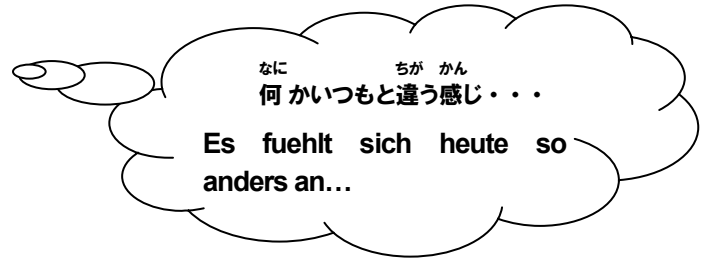 なに ちが かん
何かいつもと違う感じ・・・
Es fuehlt sich heute so
anders an…